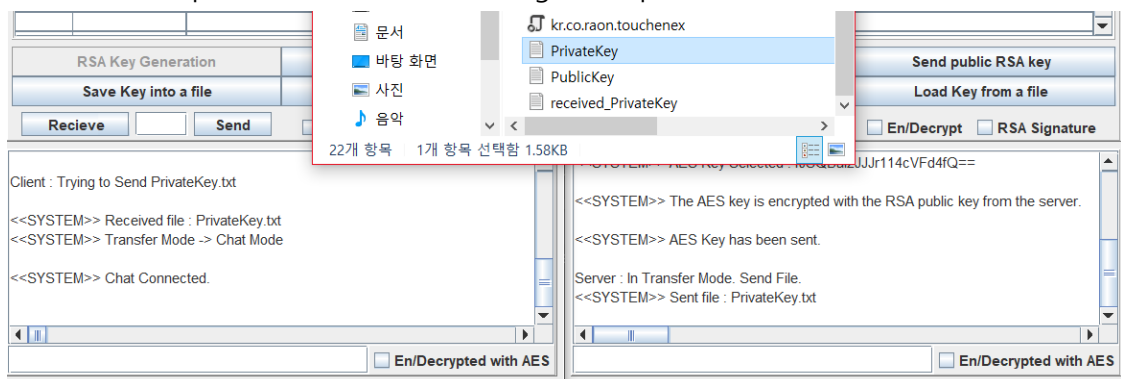 문서
바탕 화면
사진
음악
kr.co.raon.touchenex
PrivateKey
PublicKey
received_PrivateKey
22개 항목 1개 항목 선택함 1.58KB
RSA Key Generation
Save Key into a file
Recieve Send
Send public RSA key
Load Key from a file
En/Decrypt RSA Signature
Client : Trying to Send PrivateKey.txt
<<SYSTEM>> Received file : PrivateKey.txt
<<SYSTEM>> Transfer Mode -> Chat Mode
<<SYSTEM>> Chat Connected.
En/Decrypted with AES
<<SYSTEM>> AES Key Selected :
<<SYSTEM>> The AES key is encrypted with the RSA public key from the server.
<<SYSTEM>> AES Key has been sent.
Server : In Transfer Mode. Send File.
<<SYSTEM>> Sent file : PrivateKey.txt
En/Decrypted with AES